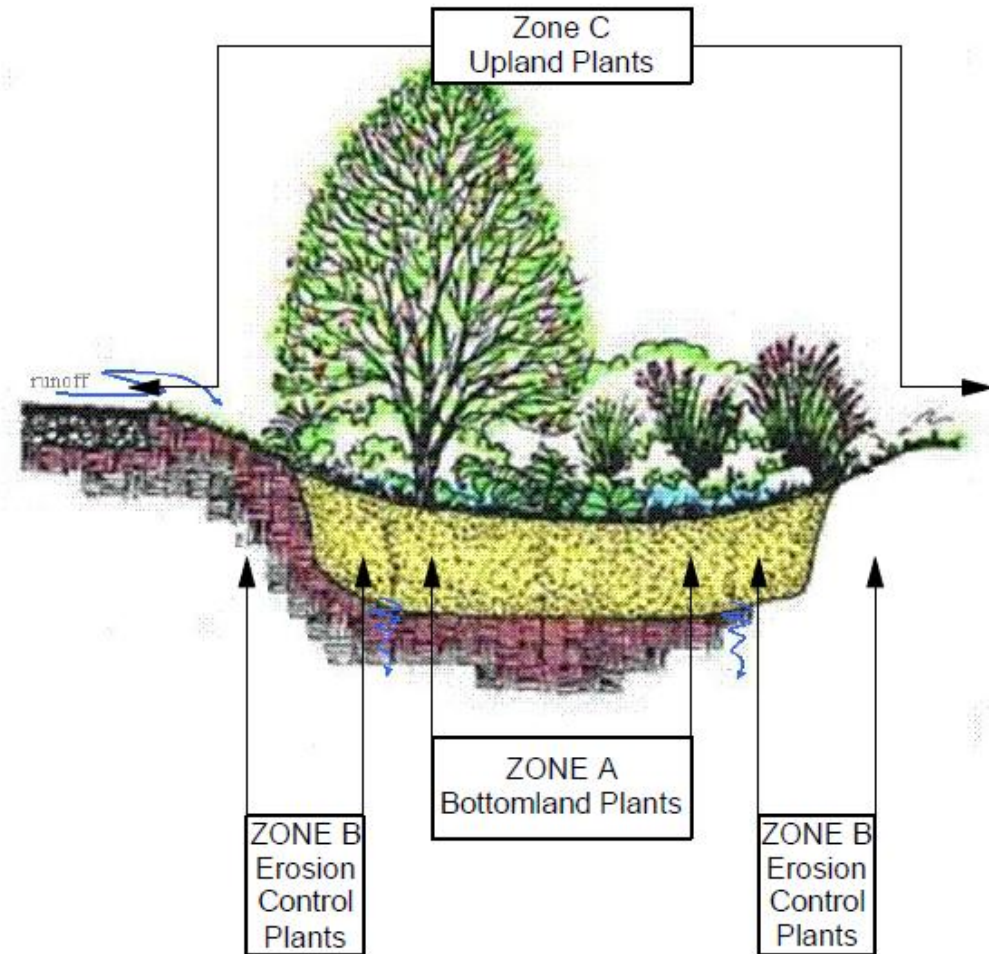 Zone C
Upland Plants
runoff
ZONE A
Bottomland Plants
ZONE B
Erosion
Control
Plants
ZONE B
Erosion
Control
Plants